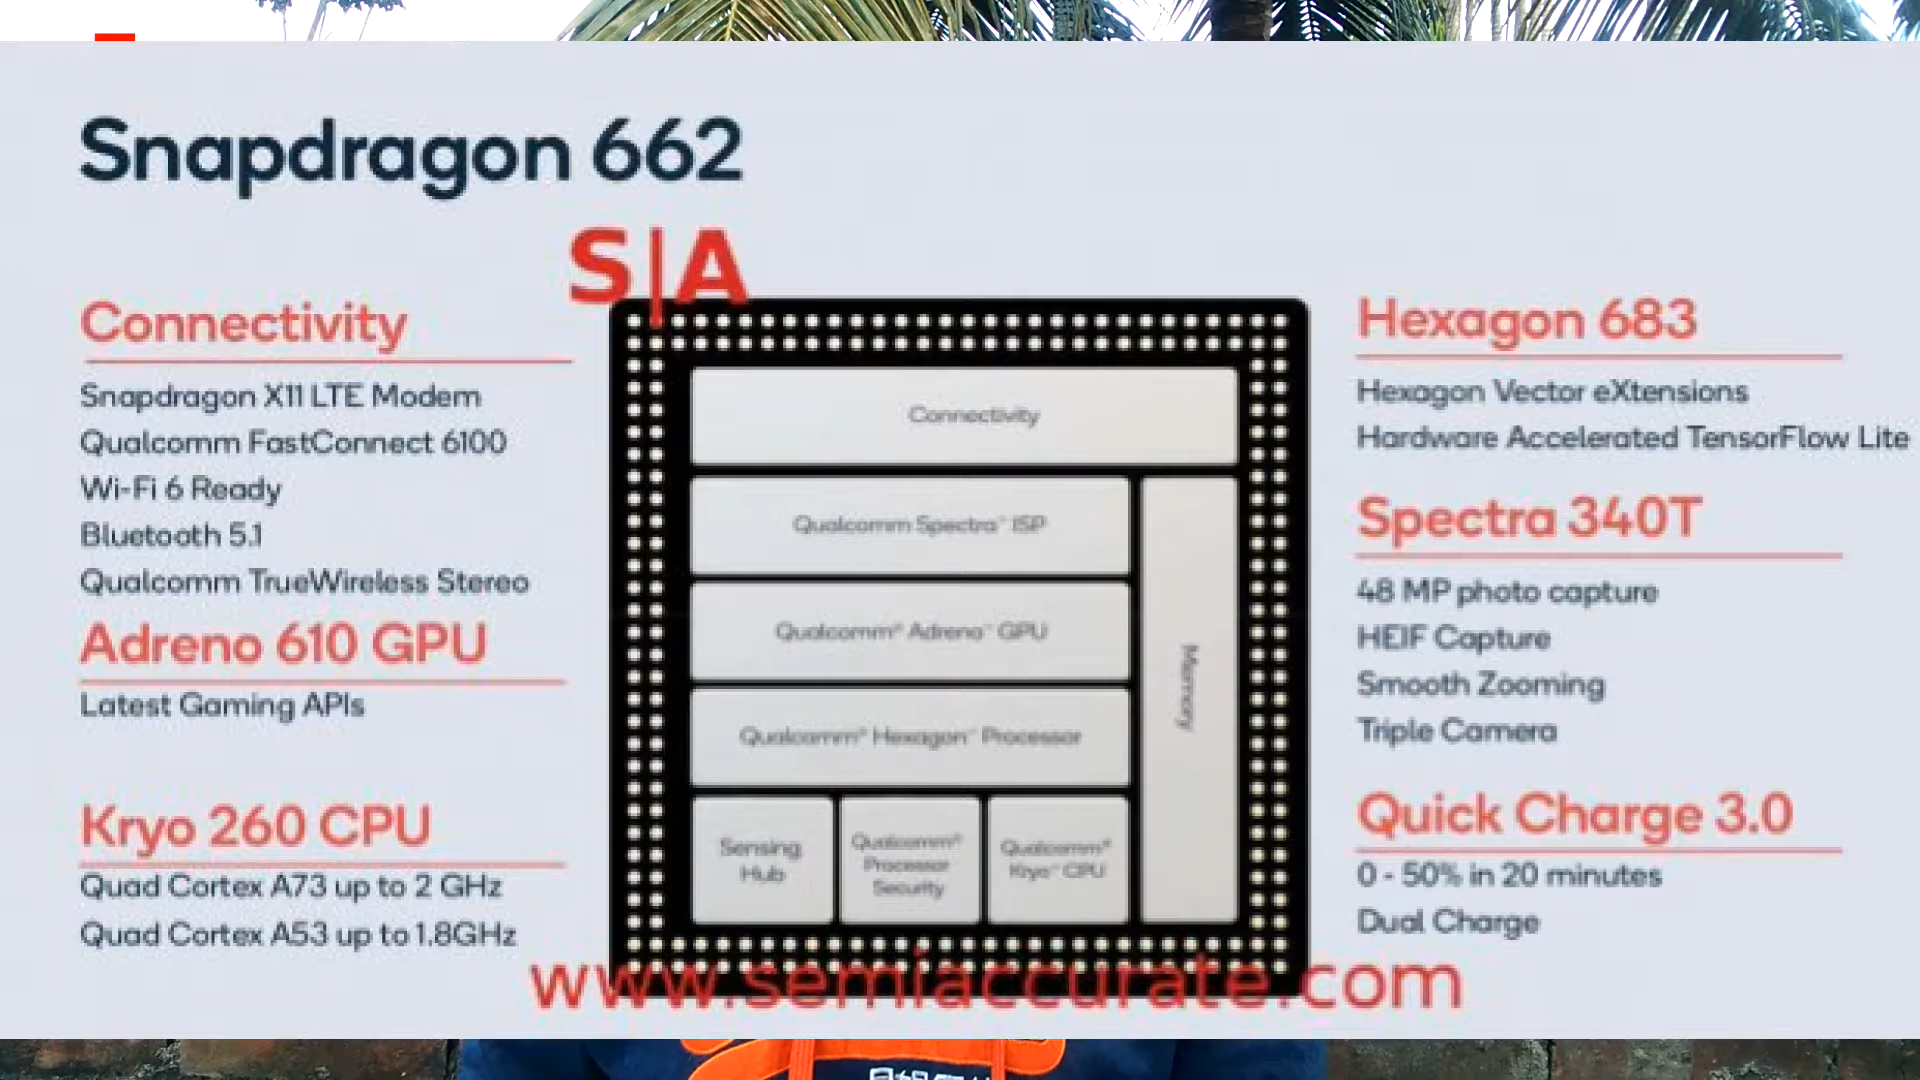 Snapdragon 662
S|A
Connectivity
Snapdragon X11 LTE Modem
Qualcomm FastConnect 6100
Wi-Fi 6 Ready
Bluetooth 5.1
Qualcomm TrueWireless Stereo
Adreno 610 GPU
Latest Gaming APIs
Kryo 260 CPU
Quad Cortex A73 up to 2 GHz
Quad Cortex A53 up to 1.8GHz
Connectivity
Qualcomm Spectra™ ISP
Qualcomm® Adreno™ GPU
Qualcomm® Hexagon™ Processor
Sensing
Hub
Qualcomm®
Processor
Security
Qualcomm®
Kryo™ CPU
Memory
Hexagon 683
Hexagon Vector eXtensions
Hardware Accelerated TensorFlow Lite
Spectra 340T
48 MP photo capture
HEIF Capture
Smooth Zooming
Triple Camera
Quick Charge 3.0
0 - 50% in 20 minutes
Dual Charge
www.semiaccurate.com